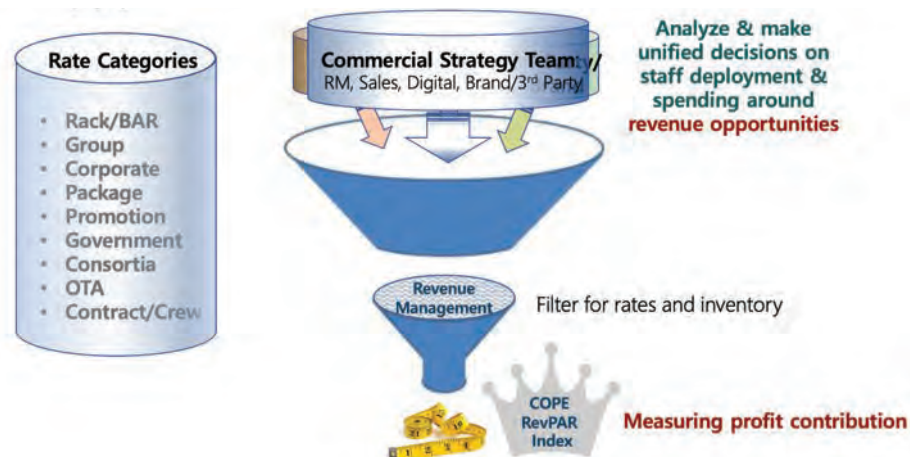 Rate Categories
• Rack/BAR
• Group
• Corporate
• Package
• Promotion
• Government
• Consortia
• OTA
• Contract/Crew
Commercial Strategy Team
ty/
RM, Sales, Digital, Brand/3rd Party
Analyze & make
unified decisions on
staff deployment &
spending around
revenue opportunities
Revenue
Management
Filter for rates and inventory
COPE
RevPAR
Index
Measuring profit contribution